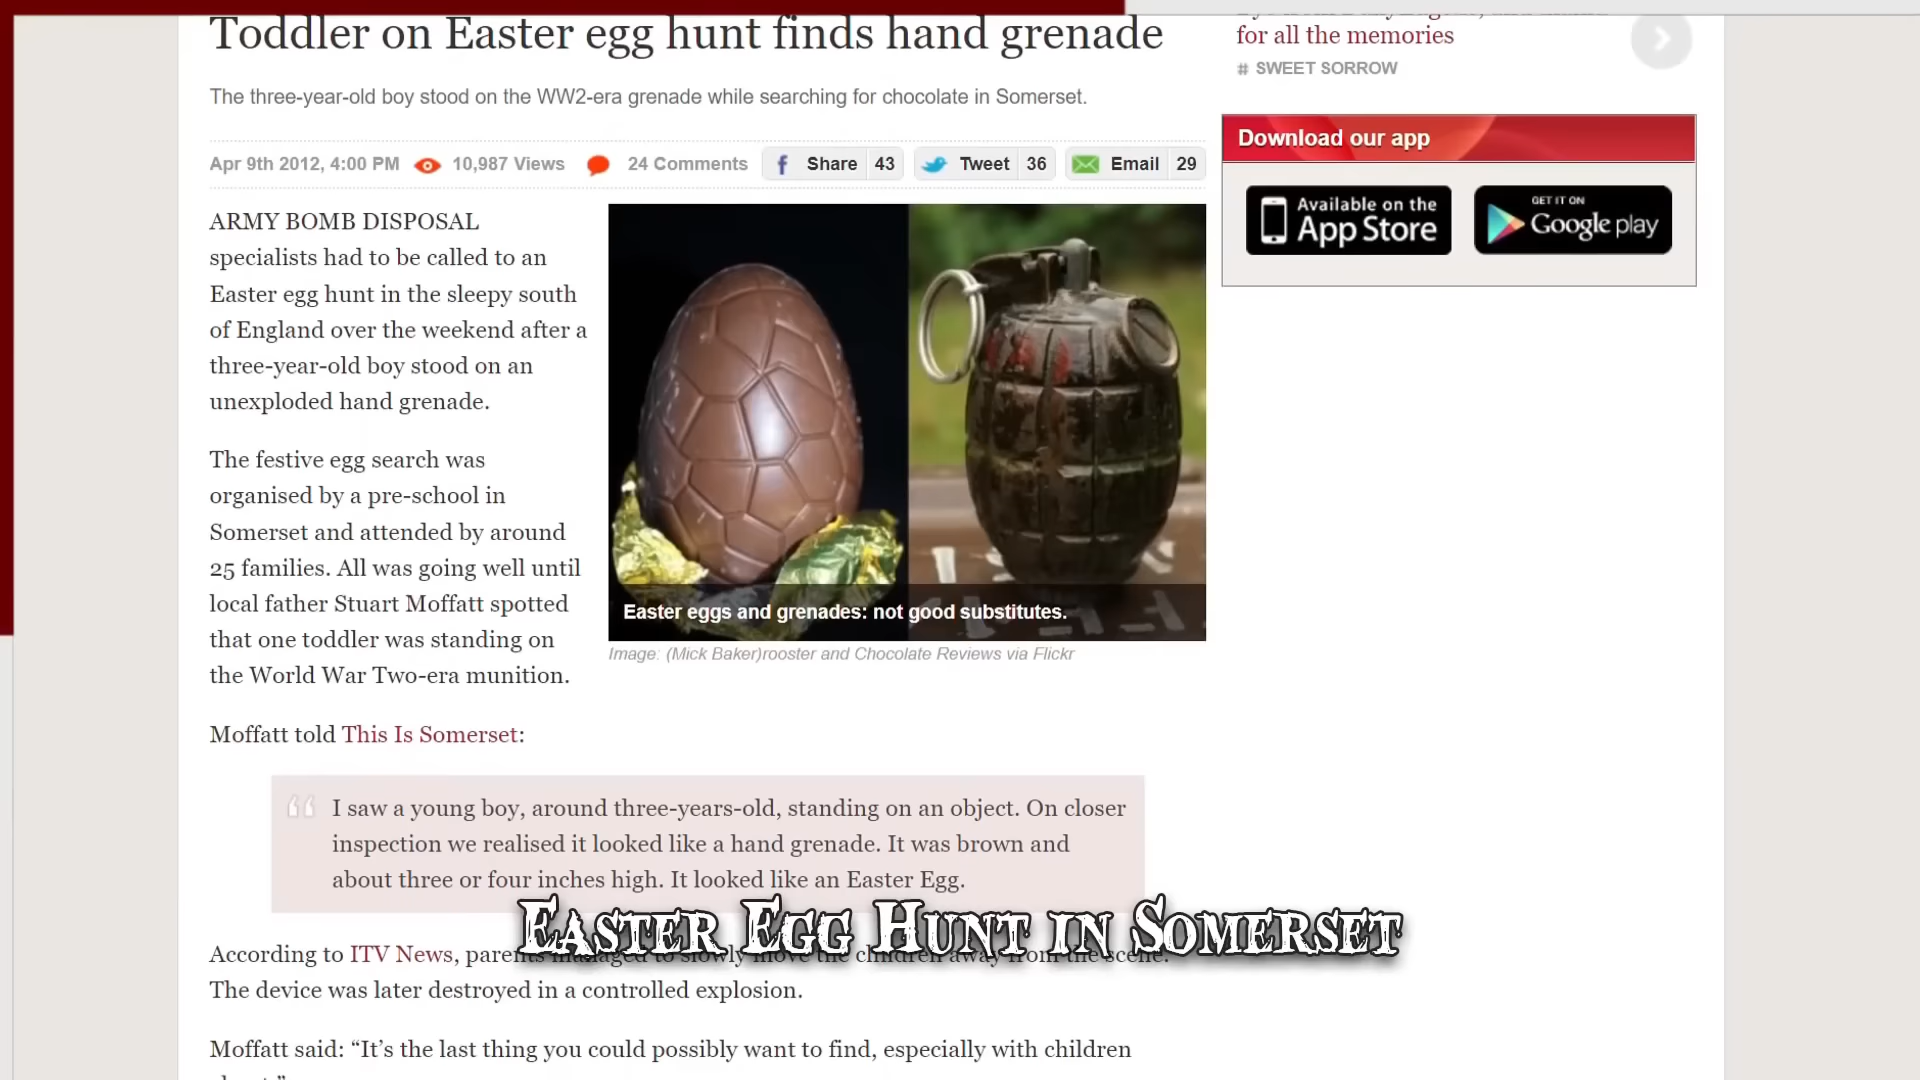 Toddler on Easter egg hunt finds hand grenade
The three-year-old boy stood on the WW2-era grenade while searching for chocolate in Somerset.
Apr 9th 2012, 4:00 PM 10,987 Views 24 Comments Share 43 Tweet 36 Email 29
ARMY BOMB DISPOSAL
specialists had to be called to an
Easter egg hunt in the sleepy south
of England over the weekend after a
three-year-old boy stood on an
unexploded hand grenade.
The festive egg search was
organised by a pre-school in
Somerset and attended by around
25 families. All was going well until
local father Stuart Moffatt spotted
that one toddler was standing on
the World War Two-era munition.
Easter eggs and grenades: not good substitutes.
Image: (Mick Baker)rooster and Chocolate Reviews via Flickr
Moffatt told This Is Somerset:
I saw a young boy, around three-years-old, standing on an object. On closer
inspection we realised it looked like a hand grenade. It was brown and
about three or four inches high. It looked like an Easter Egg.
Easter Egg Hunt in Somerset
According to ITV News, parents managed to slowly move the children away from the scene.
The device was later destroyed in a controlled explosion.
Moffatt said: “It’s the last thing you could possibly want to find, especially with children
for all the memories
# SWEET SORROW
Download our app
Available on the
App Store
GET IT ON
Google play